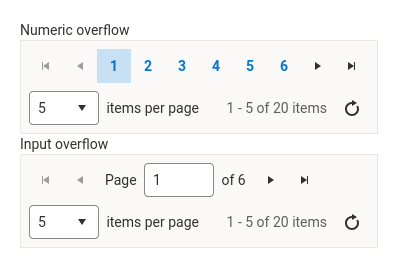 Numeric overflow
1 2 3 4 5 6
5 items per page 1 - 5 of 20 items
Input overflow
Page 1 of 6
5 items per page 1 - 5 of 20 items